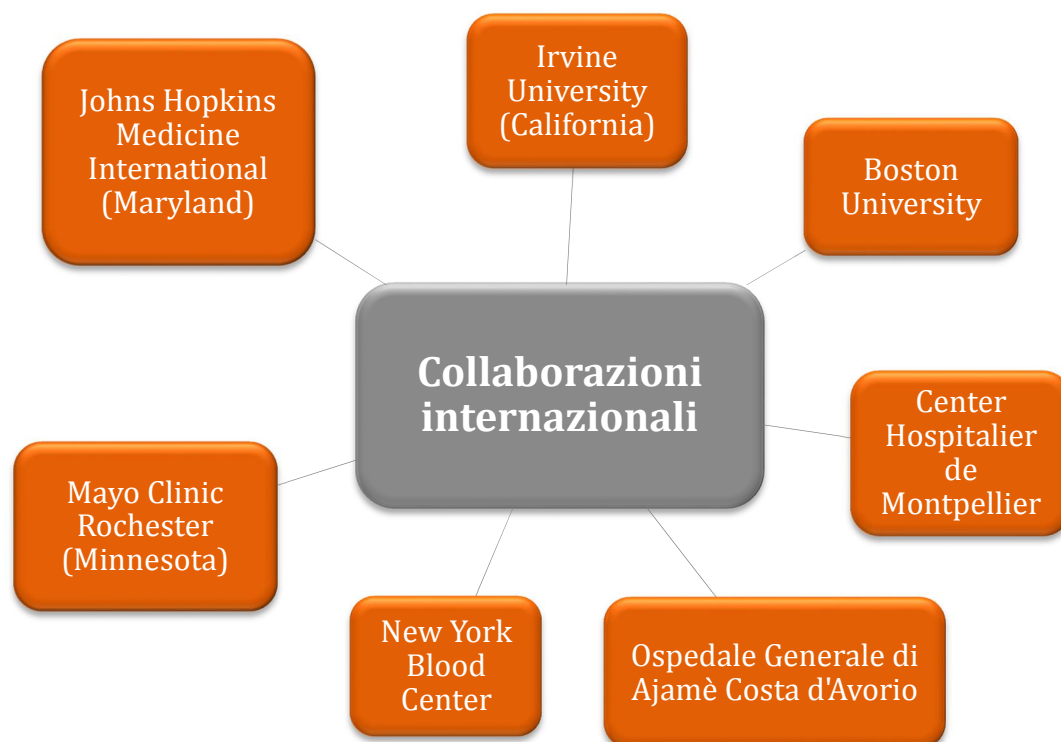 Johns Hopkins
Medicine
International
(Maryland)
Irvine
University
(California)
Boston
University
Collaborazioni
internazionali
Center
Hospitalier
de
Montpellier
Mayo Clinic
Rochester
(Minnesota)
New York
Blood
Center
Ospedale Generale di
Ajamè Costa d'Avorio